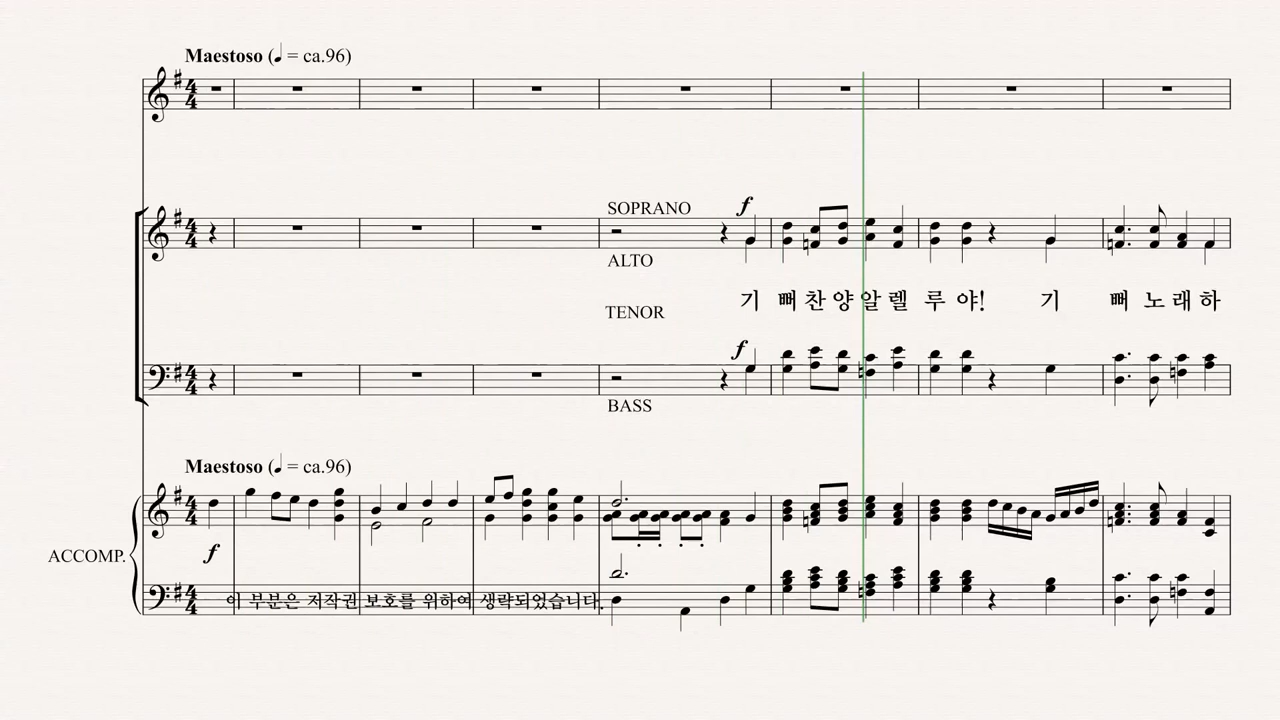 Maestoso (♩ = ca.96)
SOPRANO
f
ALTO
기 뻐 찬 양 알 렐 루 야! 기 뻐 노 래 하
TENOR
f
BASS
Maestoso (♩ = ca.96)
ACCOMP.
f
이 부분은 저작권 보호를 위하여 생략되었습니다.